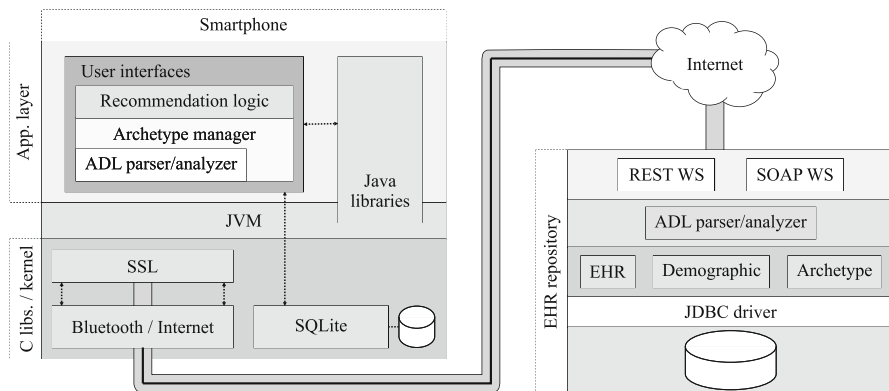 Smartphone
App. layer
User interfaces
Recommendation logic
Archetype manager
ADL parser/analyzer
Java
libraries
JVM
C libs. / kernel
SSL
Bluetooth / Internet
SQLite
Internet
EHR repository
REST WS
SOAP WS
ADL parser/analyzer
EHR
Demographic
Archetype
JDBC driver